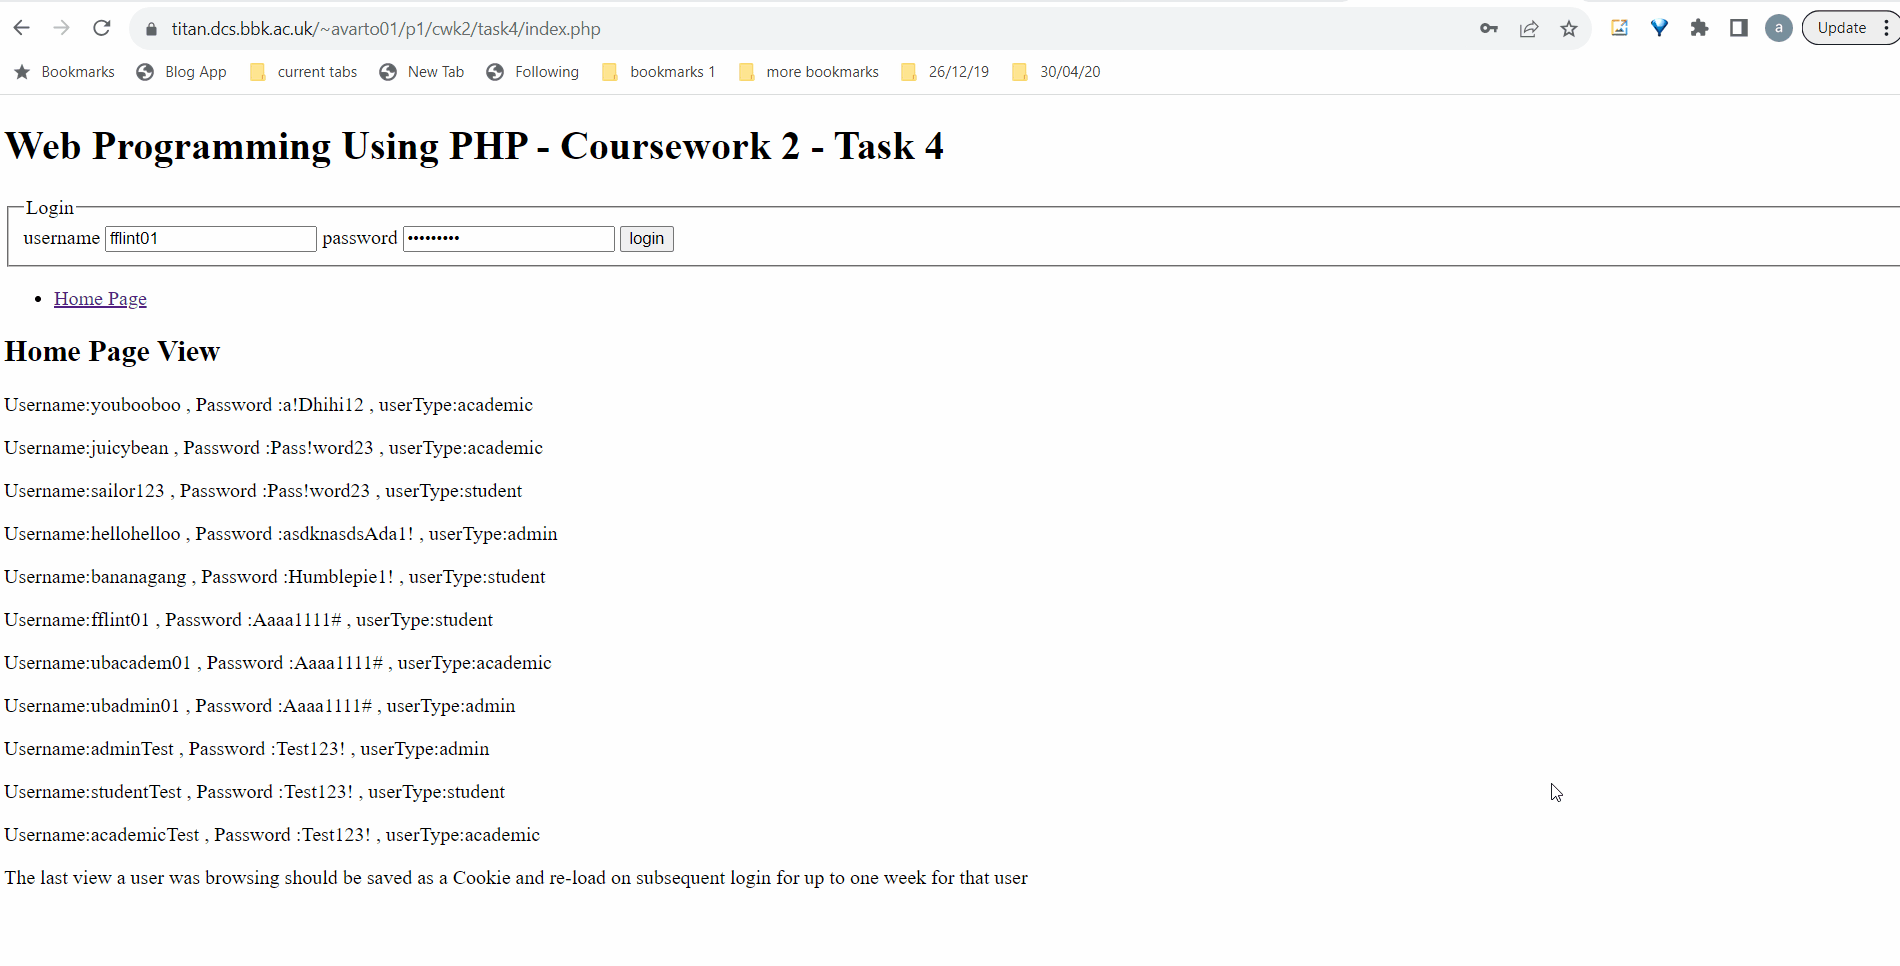 titan.dcs.bbk.ac.uk/~avarto01/p1/cwk2/task4/index.php a Update
Bookmarks Blog App current tabs New Tab Following bookmarks 1 more bookmarks 26/12/19 30/04/20
Web Programming Using PHP - Coursework 2 - Task 4
Login
username fflint01 password ••••••••• login
• Home Page
Home Page View
Username:youbooboo , Password :a!Dhihi12 , userType:academic
Username:juicybean , Password :Pass!word23 , userType:academic
Username:sailor123 , Password :Pass!word23 , userType:student
Username:hellohelloo , Password :asdknasdsAda1! , userType:admin
Username:bananagang , Password :Humblepie1! , userType:student
Username:fflint01 , Password :Aaaa1111# , userType:student
Username:ubacadem01 , Password :Aaaa1111# , userType:academic
Username:ubadmin01 , Password :Aaaa1111# , userType:admin
Username:adminTest , Password :Test123! , userType:admin
Username:studentTest , Password :Test123! , userType:student
Username:academicTest , Password :Test123! , userType:academic
The last view a user was browsing should be saved as a Cookie and re-load on subsequent login for up to one week for that user